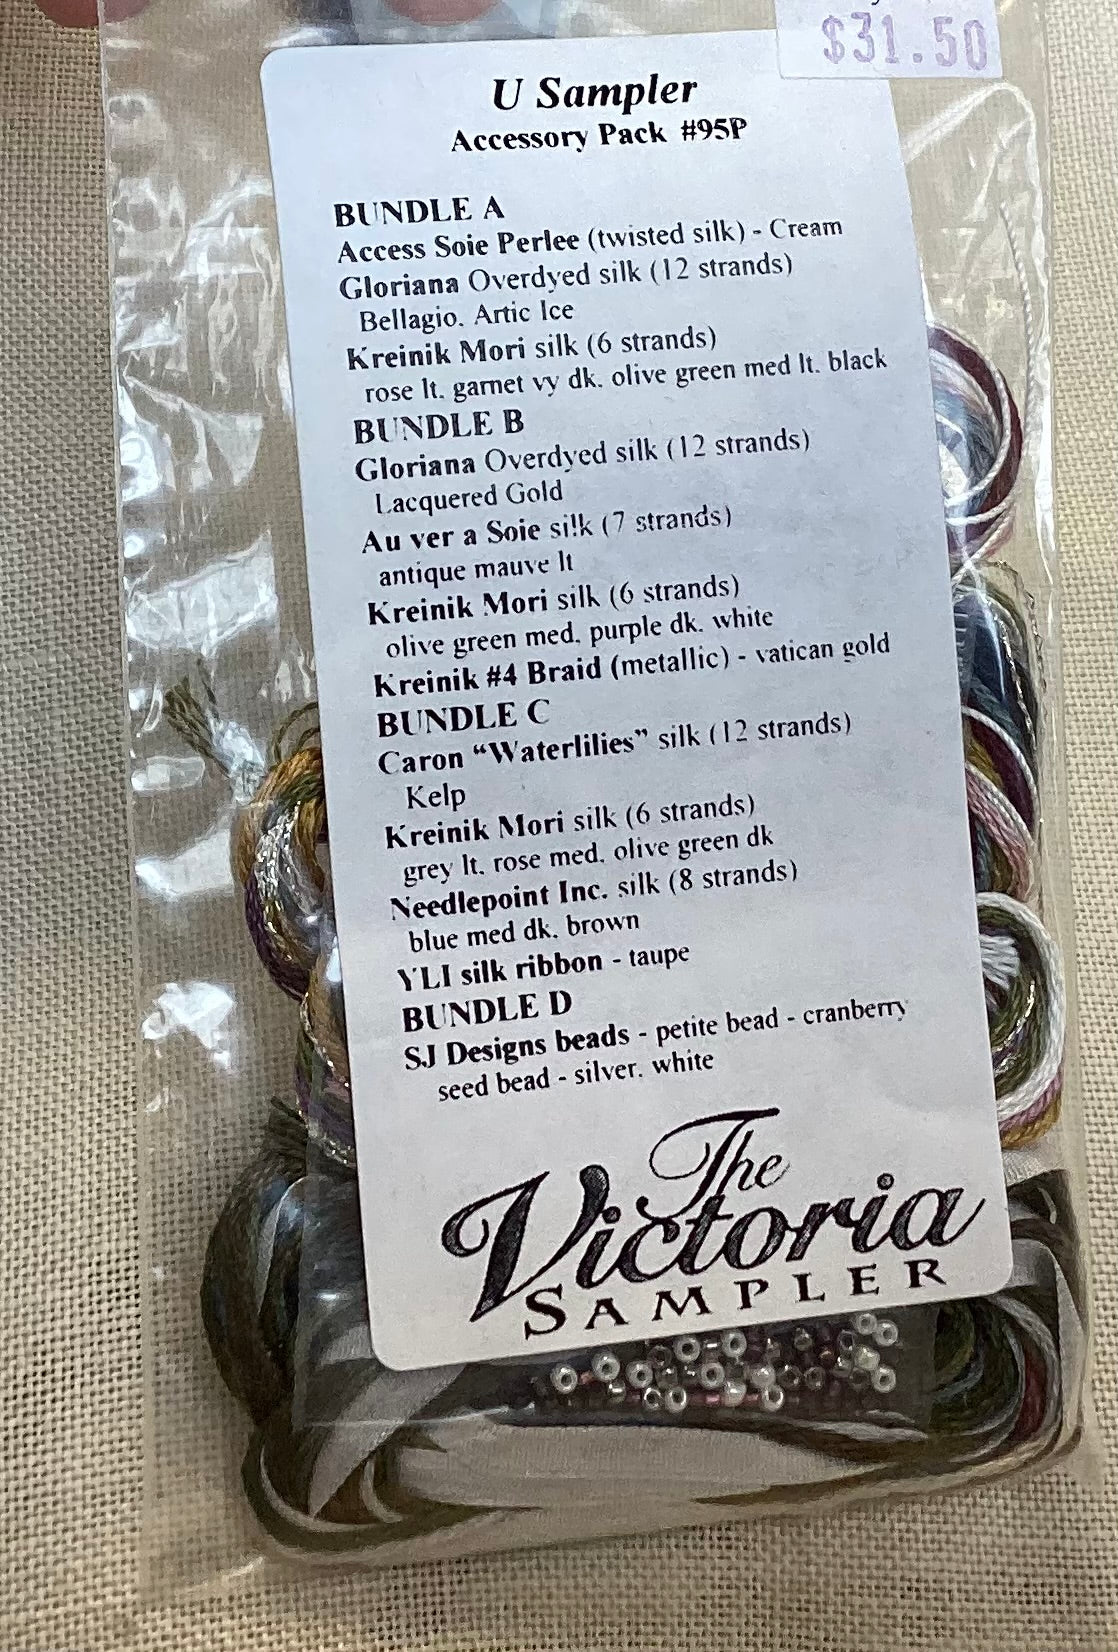 $31.50
U Sampler
Accessory Pack #95P
BUNDLE A
Access Soie Perlee (twisted silk) - Cream
Gloriana Overdyed silk (12 strands)
Bellagio, Artic Ice
Kreinik Mori silk (6 strands)
rose lt. garnet vy dk. olive green med lt. black
BUNDLE B
Gloriana Overdyed silk (12 strands)
Lacquered Gold
Au ver a Soie silk (7 strands)
antique mauve lt
Kreinik Mori silk (6 strands)
olive green med. purple dk. white
Kreinik #4 Braid (metallic) - vatican gold
BUNDLE C
Caron "Waterlilies" silk (12 strands)
Kelp
Kreinik Mori silk (6 strands)
grey lt. rose med. olive green dk
Needlepoint Inc. silk (8 strands)
blue med dk. brown
YLI silk ribbon - taupe
BUNDLE D
SJ Designs beads - petite bead - cranberry
seed bead - silver. white
The
Victoria
SAMPLER